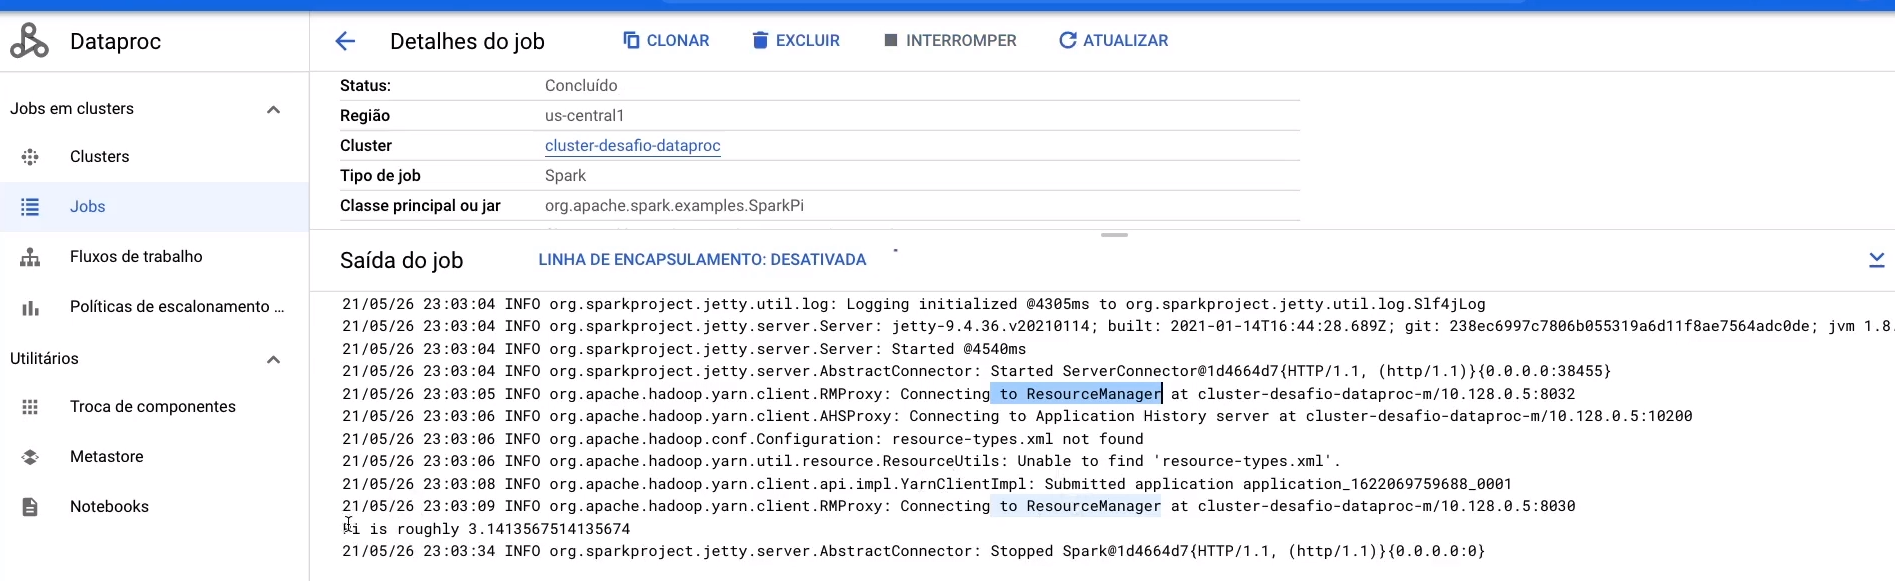 Dataproc
Detalhes do job
CLONAR
EXCLUIR
INTERROMPER
ATUALIZAR
Jobs em clusters
Clusters
Jobs
Fluxos de trabalho
Políticas de escalonamento ...
Utilitários
Troca de componentes
Metastore
Notebooks
Status: Concluído
Região us-central1
Cluster cluster-desafio-dataproc
Tipo de job Spark
Classe principal ou jar org.apache.spark.examples.SparkPi
Saída do job LINHA DE ENCAPSULAMENTO: DESATIVADA
21/05/26 23:03:04 INFO org.sparkproject.jetty.util.log: Logging initialized @4305ms to org.sparkproject.jetty.util.log.Slf4jLog
21/05/26 23:03:04 INFO org.sparkproject.jetty.server.Server: jetty-9.4.36.v20210114; built: 2021-01-14T16:44:28.689Z; git: 238ec6997c7806b055319a6d11f8ae7564adc0de; jvm 1.8.
21/05/26 23:03:04 INFO org.sparkproject.jetty.server.Server: Started @4540ms
21/05/26 23:03:04 INFO org.sparkproject.jetty.server.AbstractConnector: Started ServerConnector@1d4664d7{HTTP/1.1, (http/1.1)}{0.0.0.0:38455}
21/05/26 23:03:05 INFO org.apache.hadoop.yarn.client.RMProxy: Connecting to ResourceManager at cluster-desafio-dataproc-m/10.128.0.5:8032
21/05/26 23:03:06 INFO org.apache.hadoop.yarn.client.AHSProxy: Connecting to Application History server at cluster-desafio-dataproc-m/10.128.0.5:10200
21/05/26 23:03:06 INFO org.apache.hadoop.conf.Configuration: resource-types.xml not found
21/05/26 23:03:06 INFO org.apache.hadoop.yarn.util.resource.ResourceUtils: Unable to find 'resource-types.xml'.
21/05/26 23:03:08 INFO org.apache.hadoop.yarn.client.api.impl.YarnClientImpl: Submitted application application_1622069759688_0001
21/05/26 23:03:09 INFO org.apache.hadoop.yarn.client.RMProxy: Connecting to ResourceManager at cluster-desafio-dataproc-m/10.128.0.5:8030
Pi is roughly 3.1413567514135674
21/05/26 23:03:34 INFO org.sparkproject.jetty.server.AbstractConnector: Stopped Spark@1d4664d7{HTTP/1.1, (http/1.1)}{0.0.0.0:0}